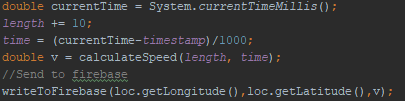 double currentTime = System.currentTimeMillis();
length += 10;
time = (currentTime-timestamp)/1000;
double v = calculateSpeed(length, time);
//Send to firebase
writeToFirebase(loc.getLongitude(),loc.getLatitude(),v);